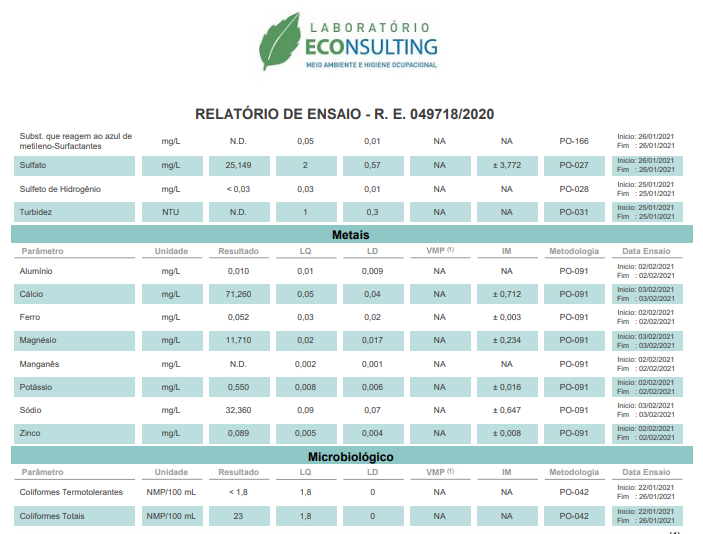 LABORATÓRIO
ECONSULTING
MEIO AMBIENTE E HIGIENE OCUPACIONAL
RELATÓRIO DE ENSAIO - R. E. 049718/2020
Subst. que reagem ao azul de metileno-Surfactantes mg/L N.D. 0,05 0,01 NA NA PO-166 Início: 26/01/2021 Fim : 26/01/2021
Sulfato mg/L 25,149 2 0,57 NA ± 3,772 PO-027 Início: 26/01/2021 Fim : 26/01/2021
Sulfeto de Hidrogênio mg/L < 0,03 0,03 0,01 NA NA PO-028 Início: 25/01/2021 Fim : 25/01/2021
Turbidez NTU N.D. 1 0,3 NA NA PO-031 Início: 25/01/2021 Fim : 25/01/2021
Metais
Parâmetro Unidade Resultado LQ LD VMP (1) IM Metodologia Data Ensaio
Alumínio mg/L 0,010 0,01 0,009 NA NA PO-091 Início: 02/02/2021 Fim : 02/02/2021
Cálcio mg/L 71,260 0,05 0,04 NA ± 0,712 PO-091 Início: 03/02/2021 Fim : 03/02/2021
Ferro mg/L 0,052 0,03 0,02 NA ± 0,003 PO-091 Início: 02/02/2021 Fim : 02/02/2021
Magnésio mg/L 11,710 0,02 0,017 NA ± 0,234 PO-091 Início: 03/02/2021 Fim : 03/02/2021
Manganês mg/L N.D. 0,002 0,001 NA NA PO-091 Início: 02/02/2021 Fim : 02/02/2021
Potássio mg/L 0,550 0,008 0,006 NA ± 0,016 PO-091 Início: 02/02/2021 Fim : 02/02/2021
Sódio mg/L 32,360 0,09 0,07 NA ± 0,647 PO-091 Início: 03/02/2021 Fim : 03/02/2021
Zinco mg/L 0,089 0,005 0,004 NA ± 0,008 PO-091 Início: 02/02/2021 Fim : 02/02/2021
Microbiológico
Parâmetro Unidade Resultado LQ LD VMP (1) IM Metodologia Data Ensaio
Coliformes Termotolerantes NMP/100 mL < 1,8 1,8 0 NA NA PO-042 Início: 22/01/2021 Fim : 26/01/2021
Coliformes Totais NMP/100 mL 23 1,8 0 NA NA PO-042 Início: 22/01/2021 Fim : 26/01/2021